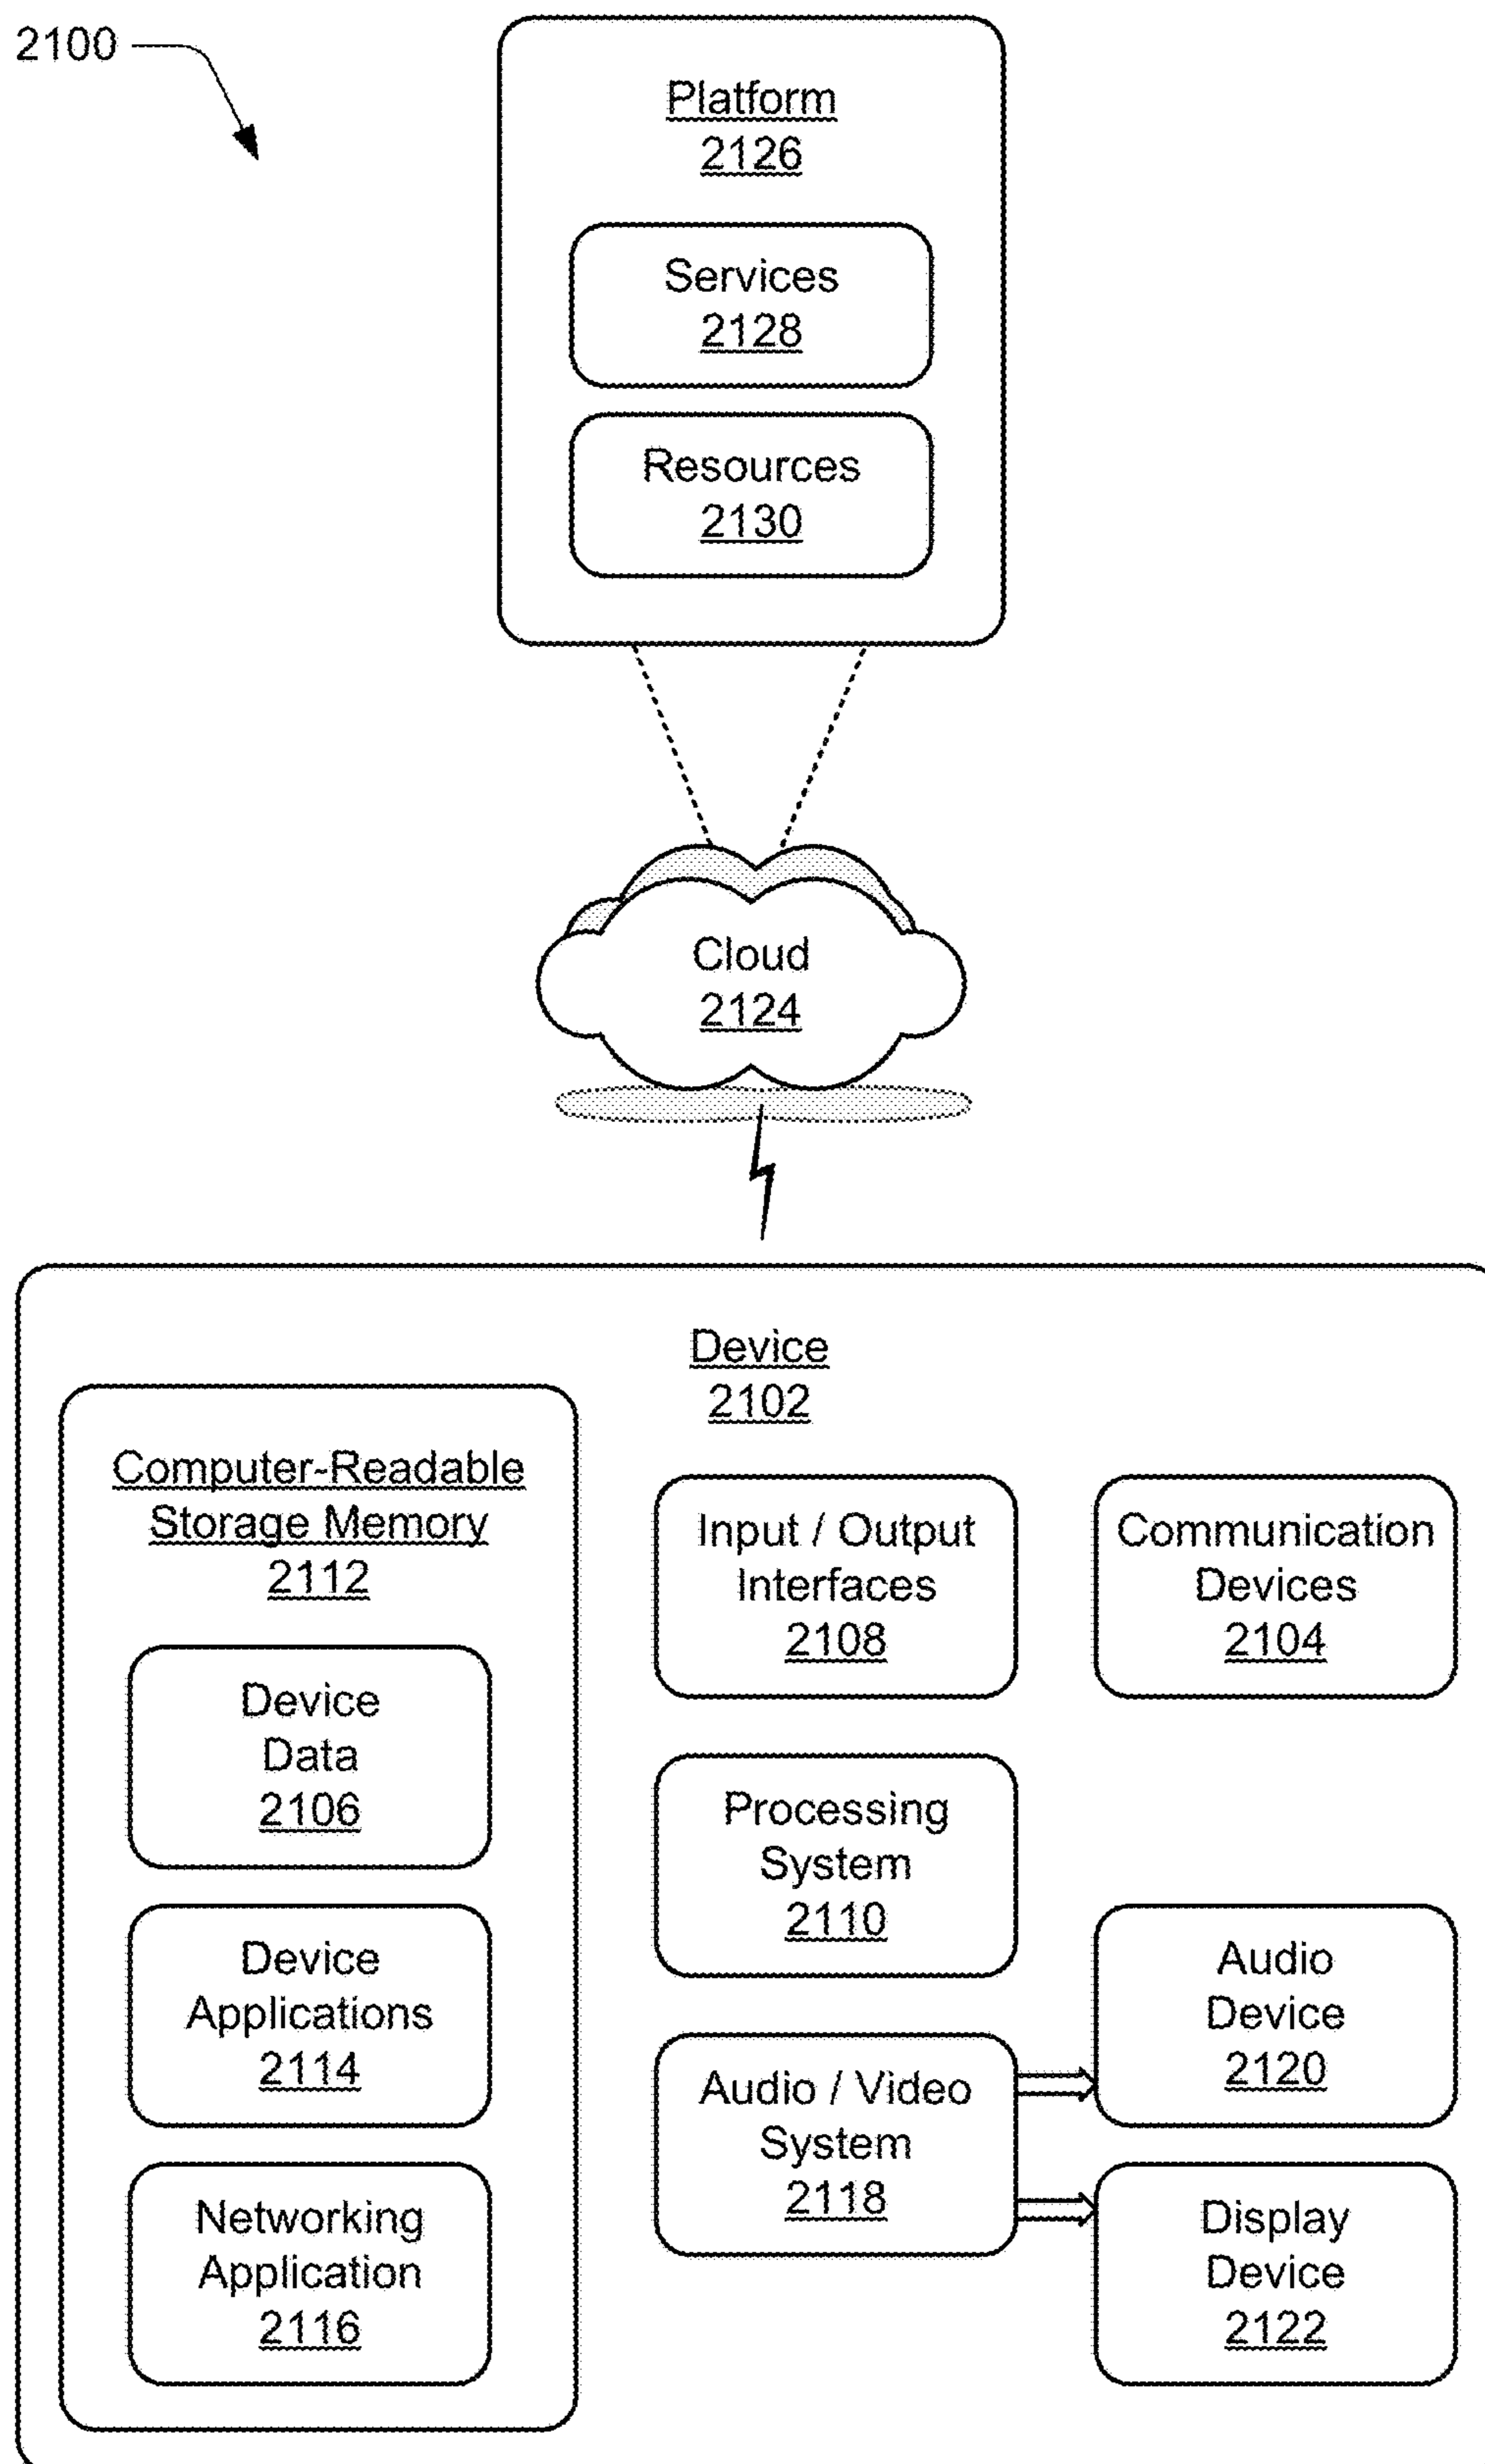 2100
Platform
2126
Services
2128
Resources
2130
Cloud
2124
Device
2102
Computer-Readable
Storage Memory
2112
Device
Data
2106
Device
Applications
2114
Networking
Application
2116
Input / Output
Interfaces
2108
Communication
Devices
2104
Processing
System
2110
Audio / Video
System
2118
Audio
Device
2120
Display
Device
2122